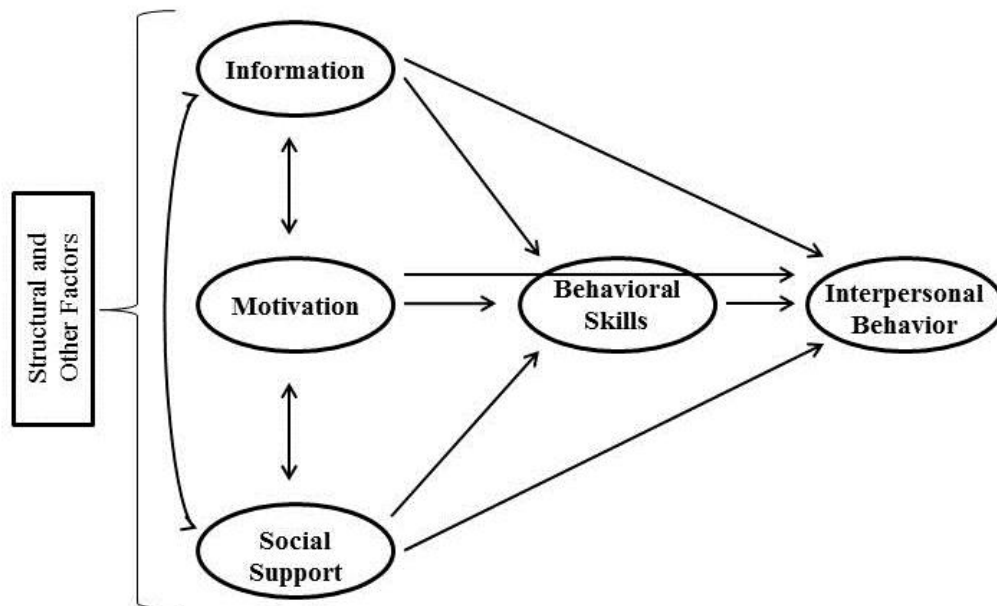 Structural and
Other Factors
Information
Motivation
Social
Support
Behavioral
Skills
Interpersonal
Behavior